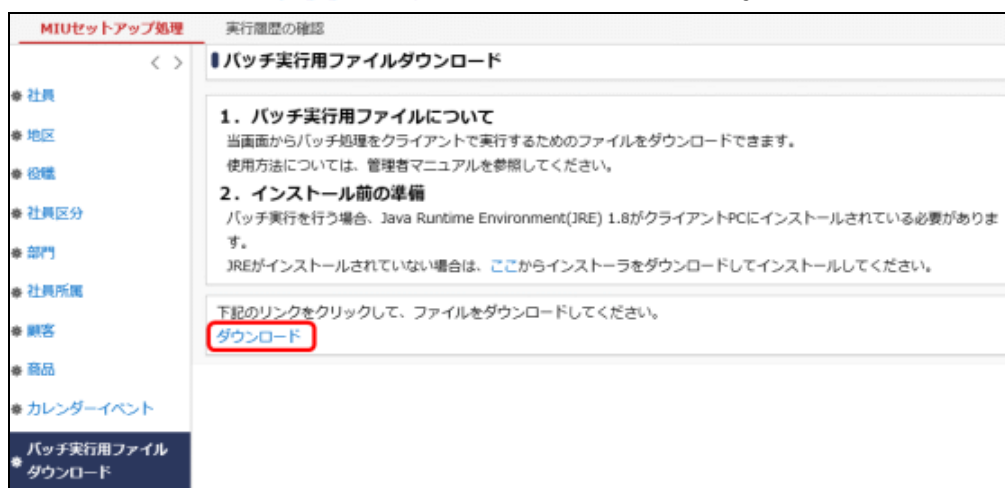 MIUセットアップ処理 実行履歴の確認
< >
社員
地区
役職
社員区分
部門
社員所属
顧客
商品
カレンダーイベント
バッチ実行用ファイル
ダウンロード
バッチ実行用ファイルダウンロード
1. バッチ実行用ファイルについて
当画面からバッチ処理をクライアントで実行するためのファイルをダウンロードできます。
使用方法については、管理者マニュアルを参照してください。
2. インストール前の準備
バッチ実行を行う場合、Java Runtime Environment(JRE) 1.8がクライアントPCにインストールされている必要がありま
す。
JREがインストールされていない場合は、ここからインストーラをダウンロードしてインストールしてください。
下記のリンクをクリックして、ファイルをダウンロードしてください。
ダウンロード